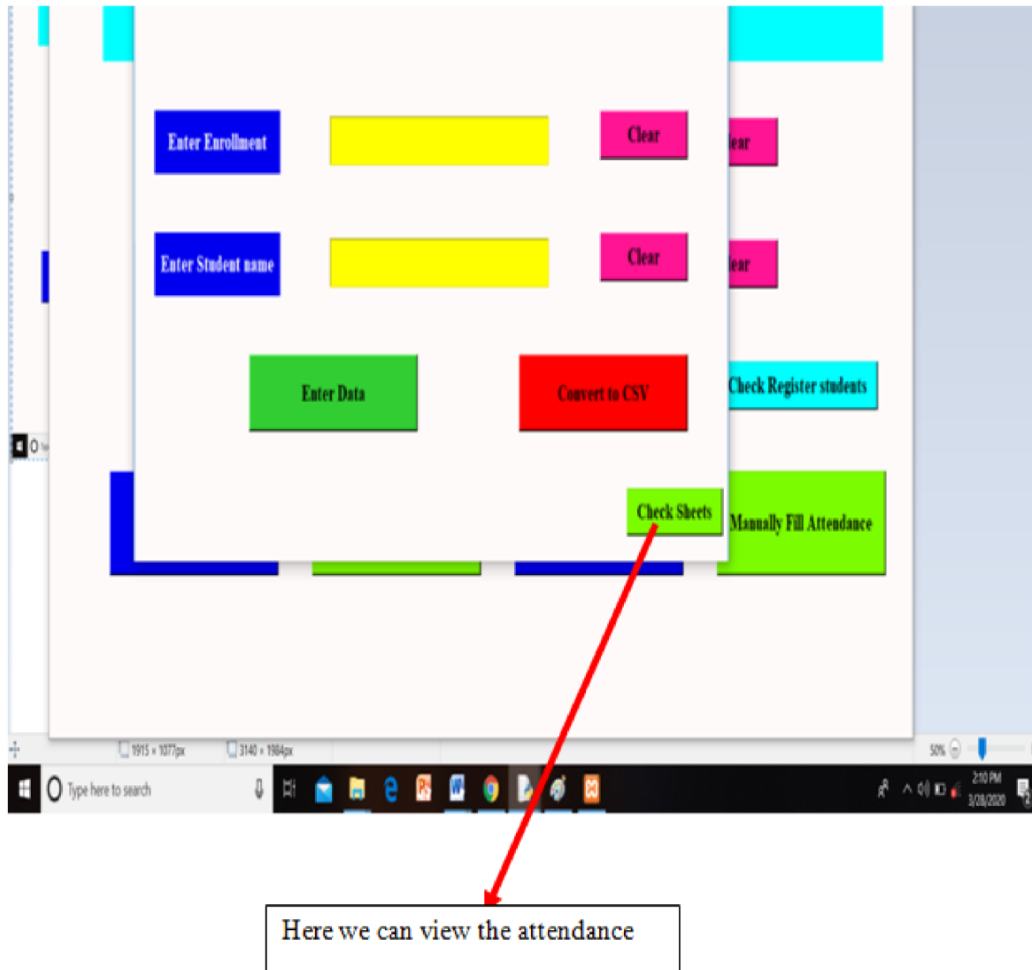 Enter Enrollment
Clear
lear
Enter Student name
Clear
lear
Enter Data
Convert to CSV
Check Register students
Check Sheets
Manually Fill Attendance
1915 × 1077px
3140 × 1984px
50%
Type here to search
2:10 PM
3/28/2020
2
Here we can view the attendance